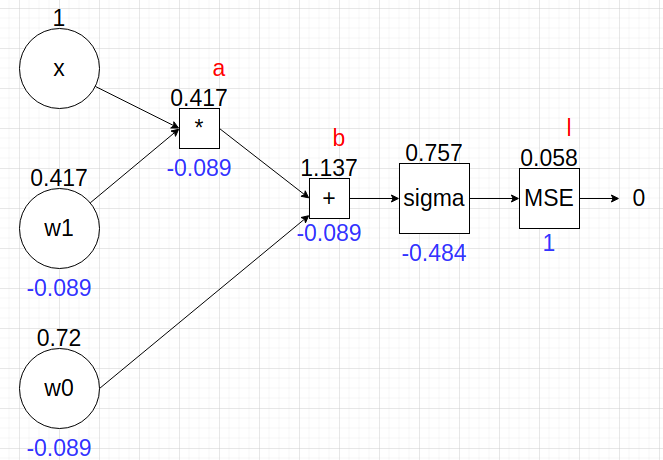 1
x
a
0.417
*
-0.089
0.417
w1
-0.089
b
1.137
+
-0.089
0.757
sigma
-0.484
l
0.058
MSE
1
0
0.72
w0
-0.089